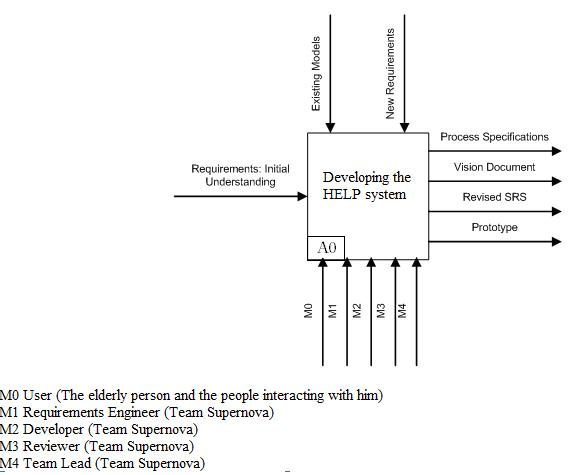 Existing Models
New Requirements
Process Specifications
Requirements: Initial
Understanding
Developing the
HELP system
Vision Document
Revised SRS
Prototype
A0
M0
M1
M2
M3
M4
M0 User (The elderly person and the people interacting with him)
M1 Requirements Engineer (Team Supernova)
M2 Developer (Team Supernova)
M3 Reviewer (Team Supernova)
M4 Team Lead (Team Supernova)